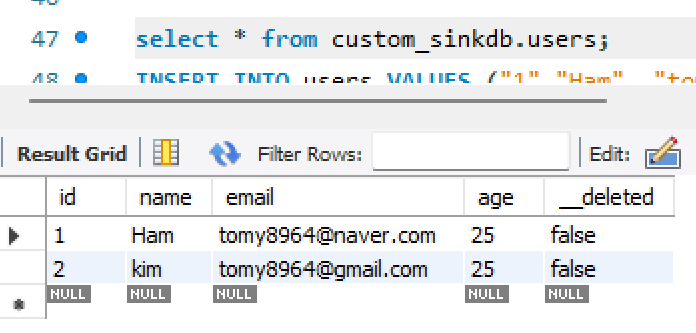 47 select * from custom_sinkdb.users;
48 INSERT INTO users VALUES ("1" "Ham"
Result Grid Filter Rows: Edit:
id name email age __deleted
1 Ham tomy8964@naver.com 25 false
2 kim tomy8964@gmail.com 25 false
NULL NULL NULL NULL NULL